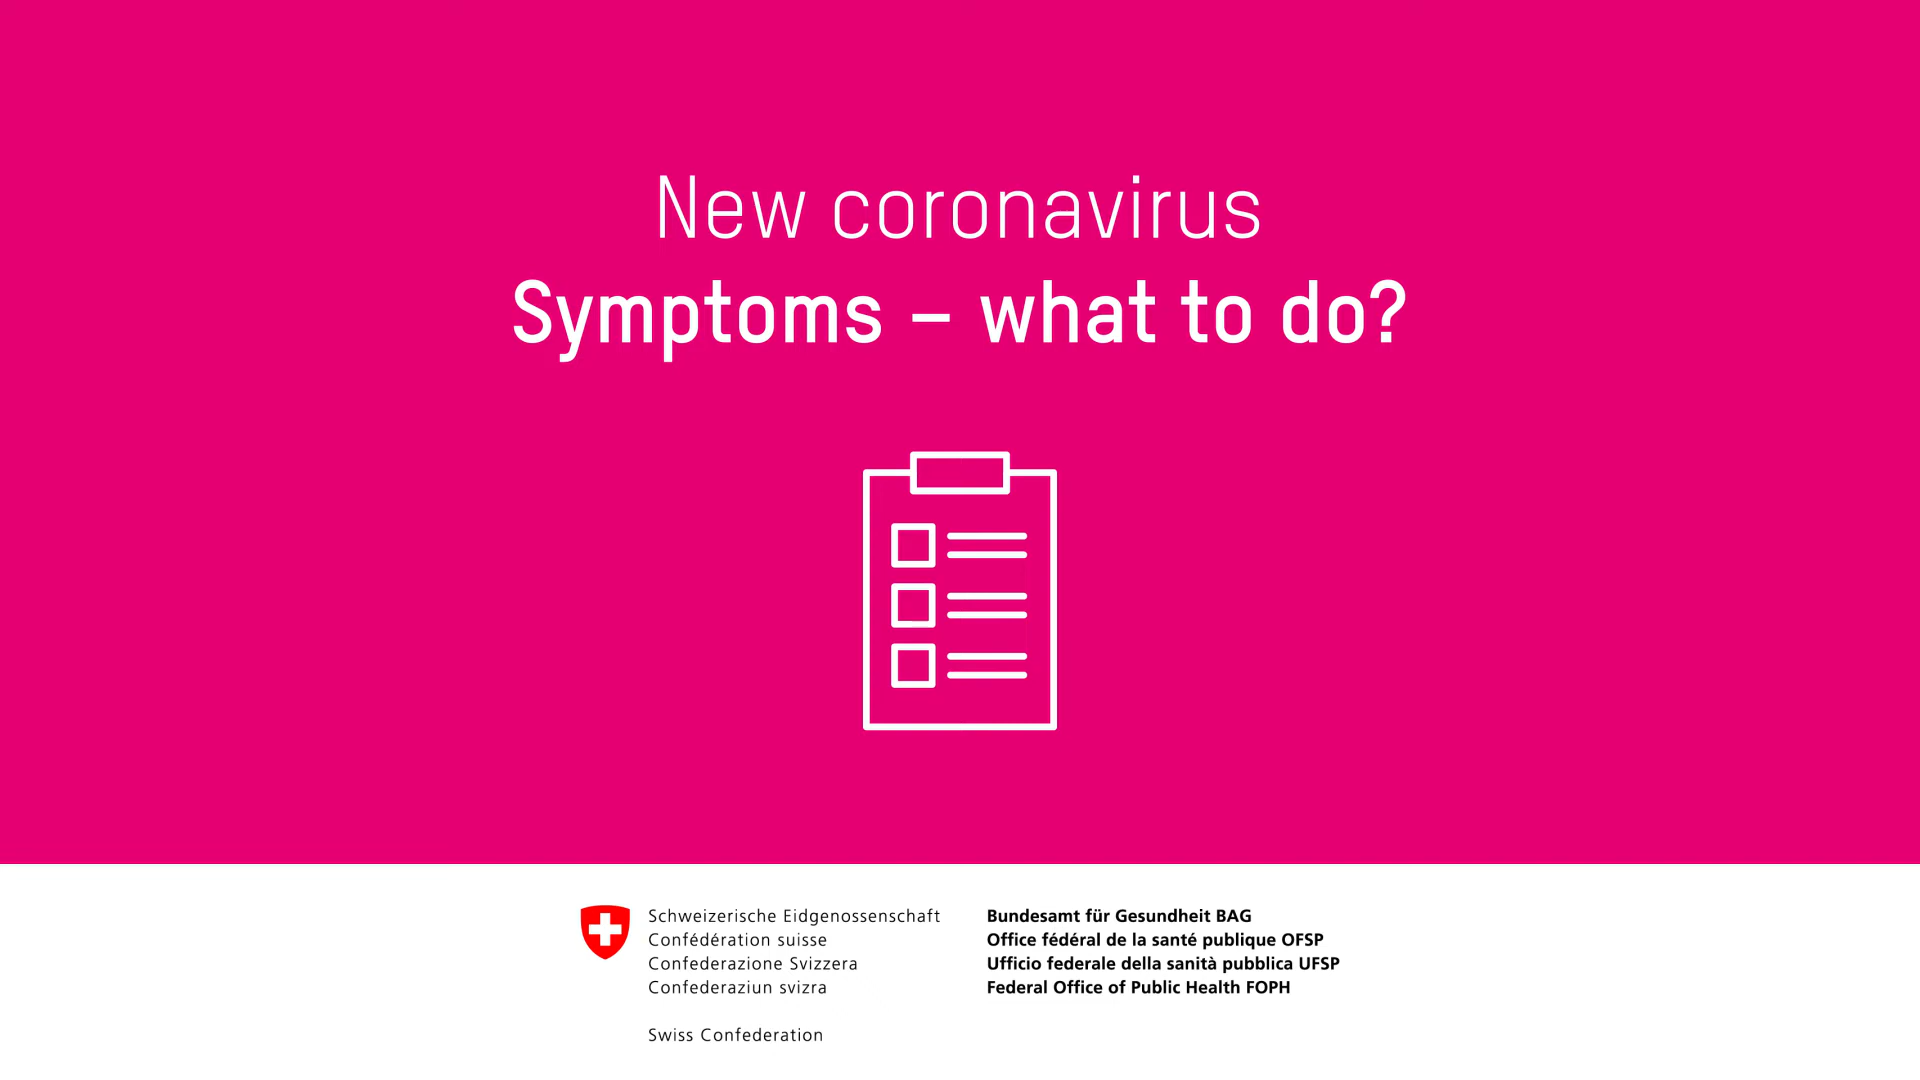 New coronavirus
Symptoms – what to do?
Schweizerische Eidgenossenschaft
Confédération suisse
Confederazione Svizzera
Confederaziun svizra
Swiss Confederation
Bundesamt für Gesundheit BAG
Office fédéral de la santé publique OFSP
Ufficio federale della sanità pubblica UFSP
Federal Office of Public Health FOPH